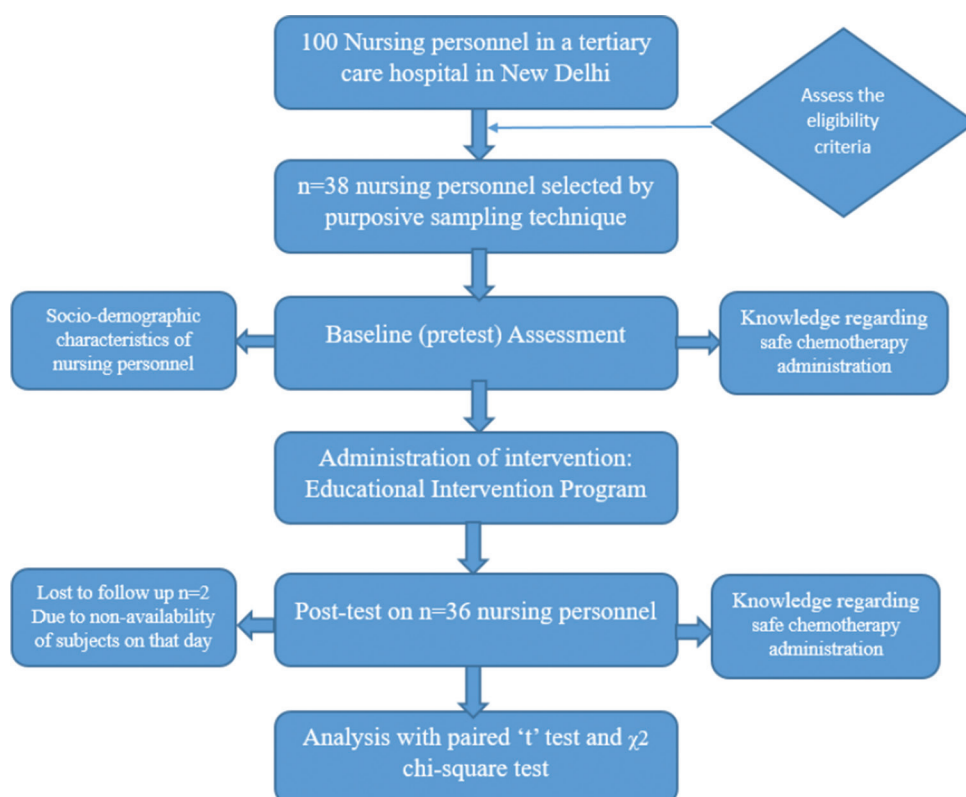 100 Nursing personnel in a tertiary
care hospital in New Delhi
Assess the
eligibility
criteria
n=38 nursing personnel selected by
purposive sampling technique
Socio-demographic
characteristics of
nursing personnel
Baseline (pretest) Assessment
Knowledge regarding
safe chemotherapy
administration
Administration of intervention:
Educational Intervention Program
Lost to follow up n=2
Due to non-availability
of subjects on that day
Post-test on n=36 nursing personnel
Knowledge regarding
safe chemotherapy
administration
Analysis with paired ‘t’ test and χ2
chi-square test